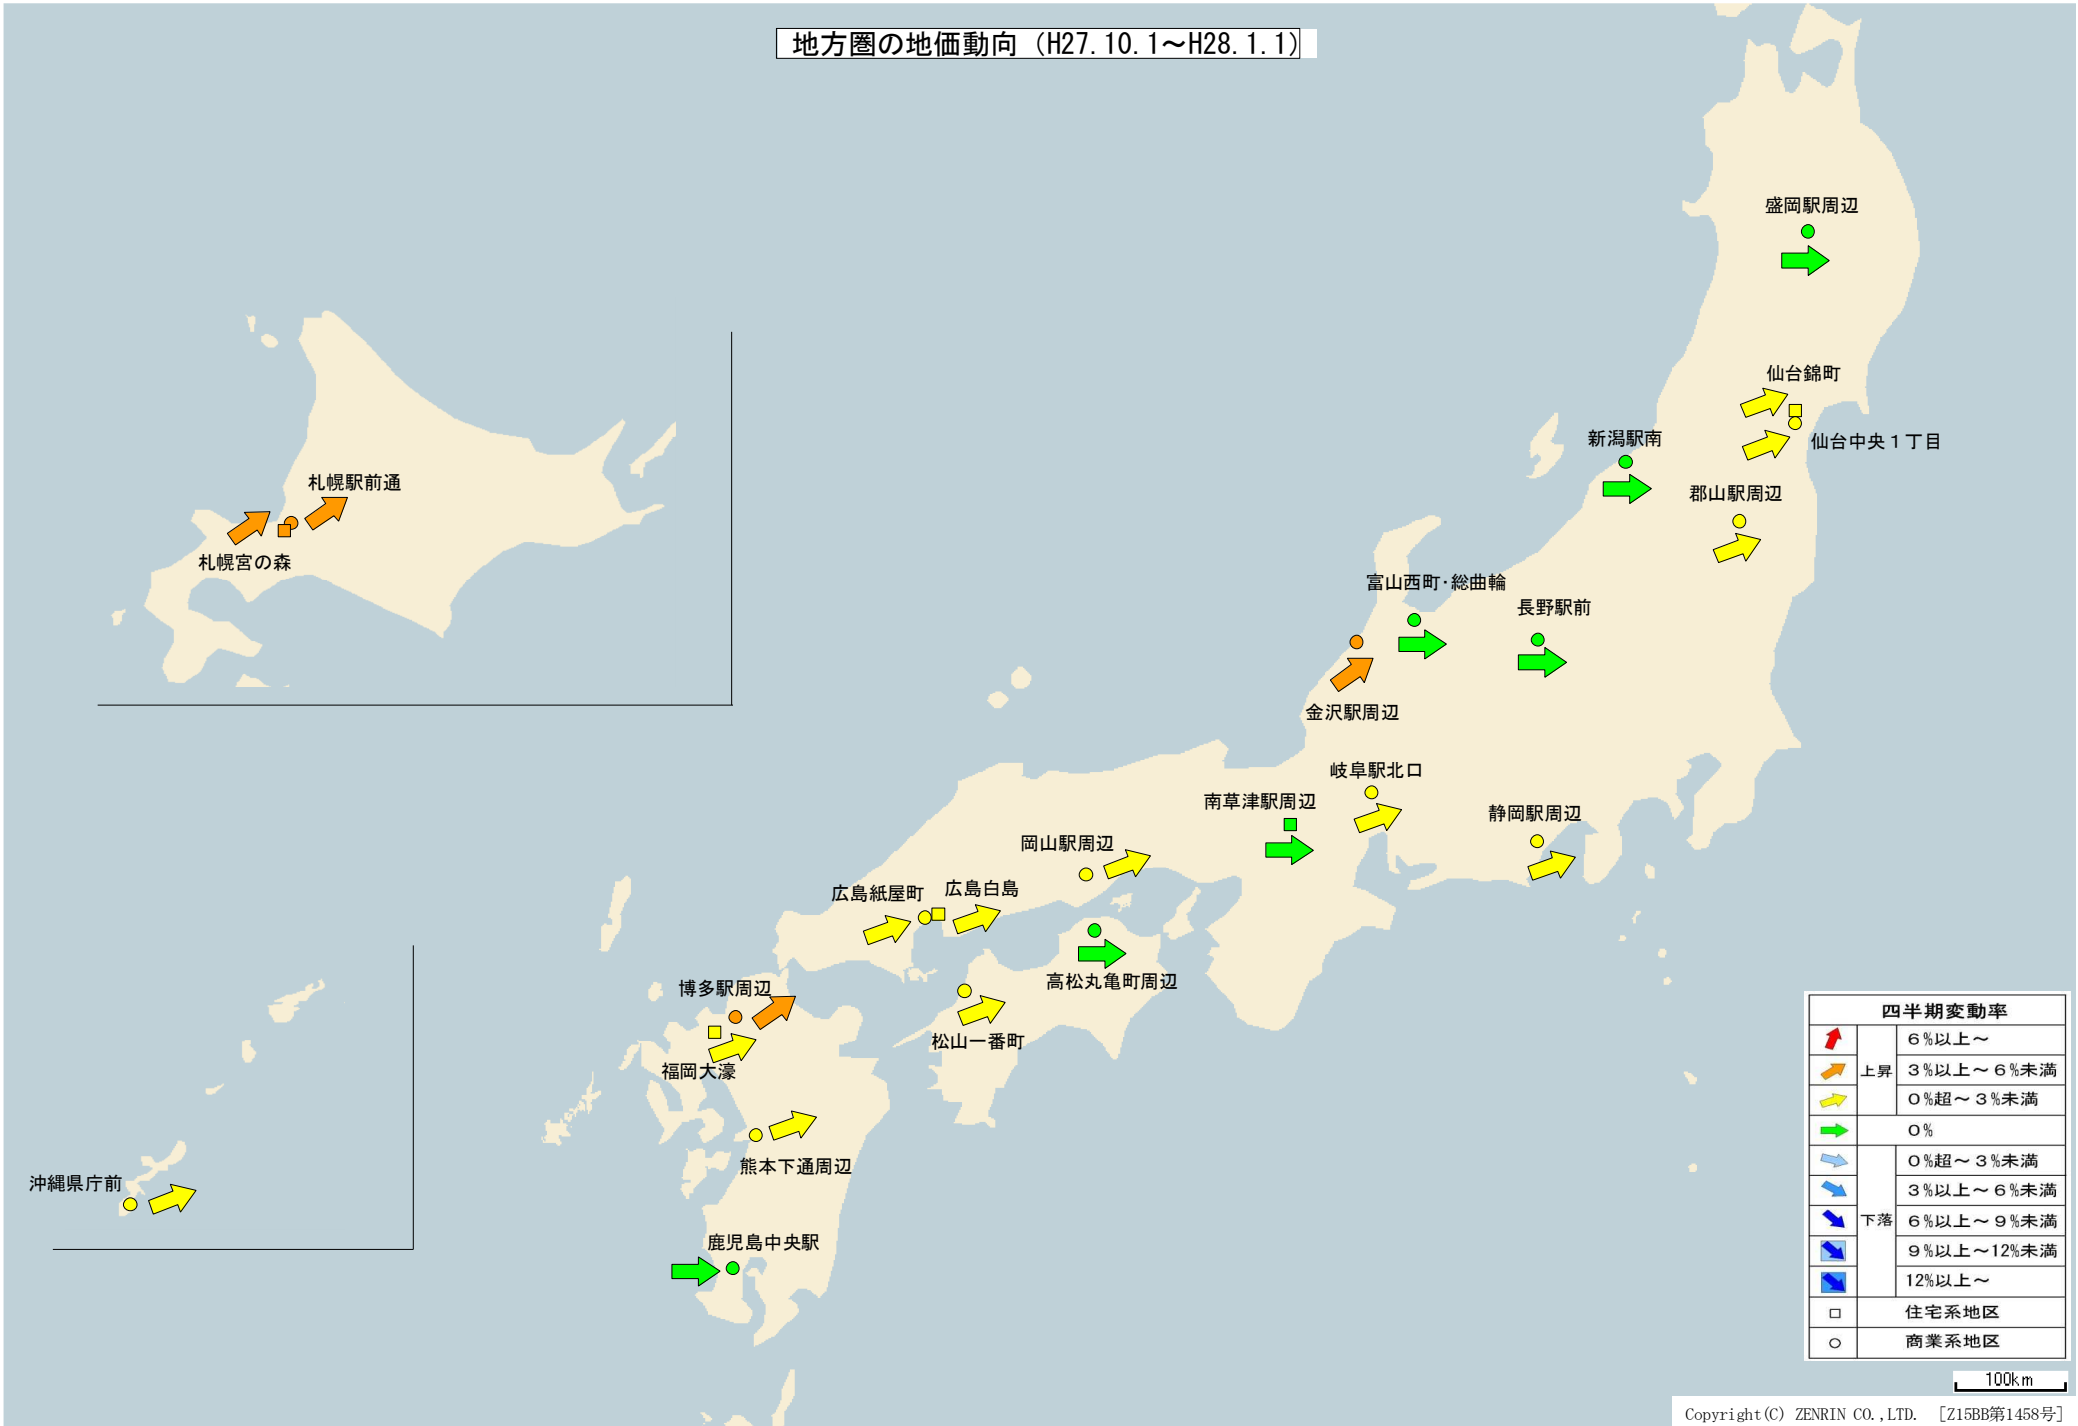 地方圏の地価動向（H27.10.1～H28.1.1）
盛岡駅周辺
仙台錦町
仙台中央１丁目
新潟駅南
郡山駅周辺
札幌駅前通
札幌宮の森
富山西町･総曲輪
長野駅前
金沢駅周辺
岐阜駅北口
南草津駅周辺
静岡駅周辺
岡山駅周辺
広島紙屋町
広島白島
高松丸亀町周辺
博多駅周辺
松山一番町
福岡大濠
熊本下通周辺
沖縄県庁前
鹿児島中央駅
四半期変動率
上昇
６%以上～
３%以上～６%未満
０%超～３%未満
０%
下落
０%超～３%未満
３%以上～６%未満
６%以上～９%未満
９%以上～12%未満
12%以上～
□ 住宅系地区
○ 商業系地区
100km
Copyright(C) ZENRIN CO.,LTD. [Z15BB第1458号]